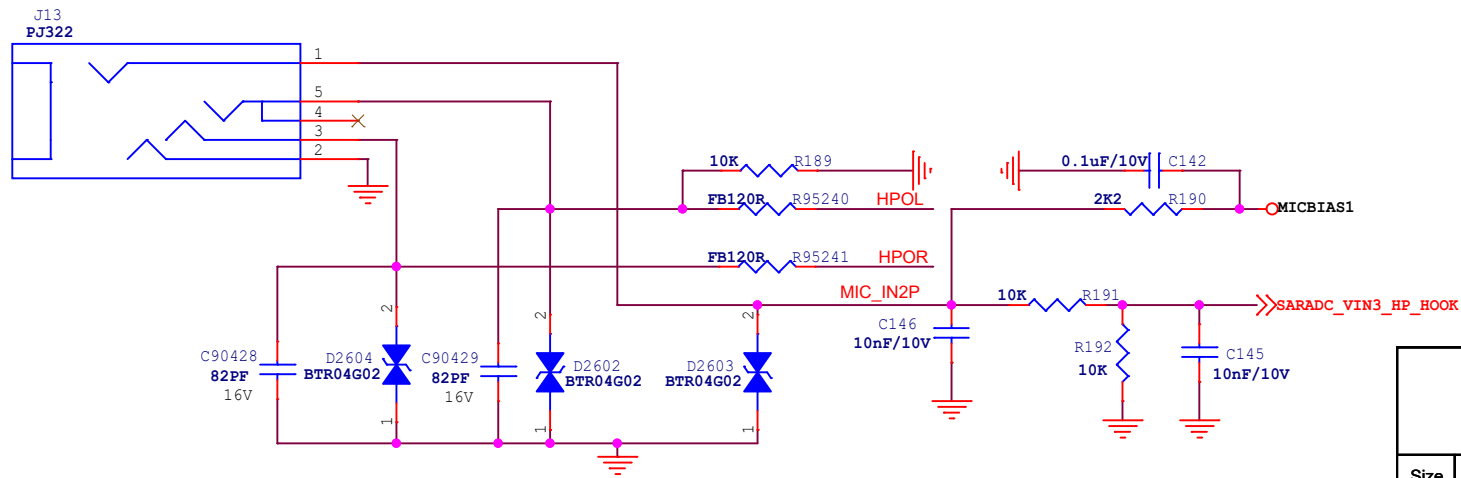 J13
PJ322
1
5
4
3
2
10K R189
FB120R R95240 HPOL
FB120R R95241 HPOR
0.1uF/10V C142
2K2 R190
MICBIAS1
MIC_IN2P
10K R191
SARADC_VIN3_HP_HOOK
C146
10nF/10V
R192
10K
C145
10nF/10V
2
2
2
C90428
82PF
16V
D2604
BTR04G02
C90429
82PF
16V
D2602
BTR04G02
D2603
BTR04G02
1
1
1
Size